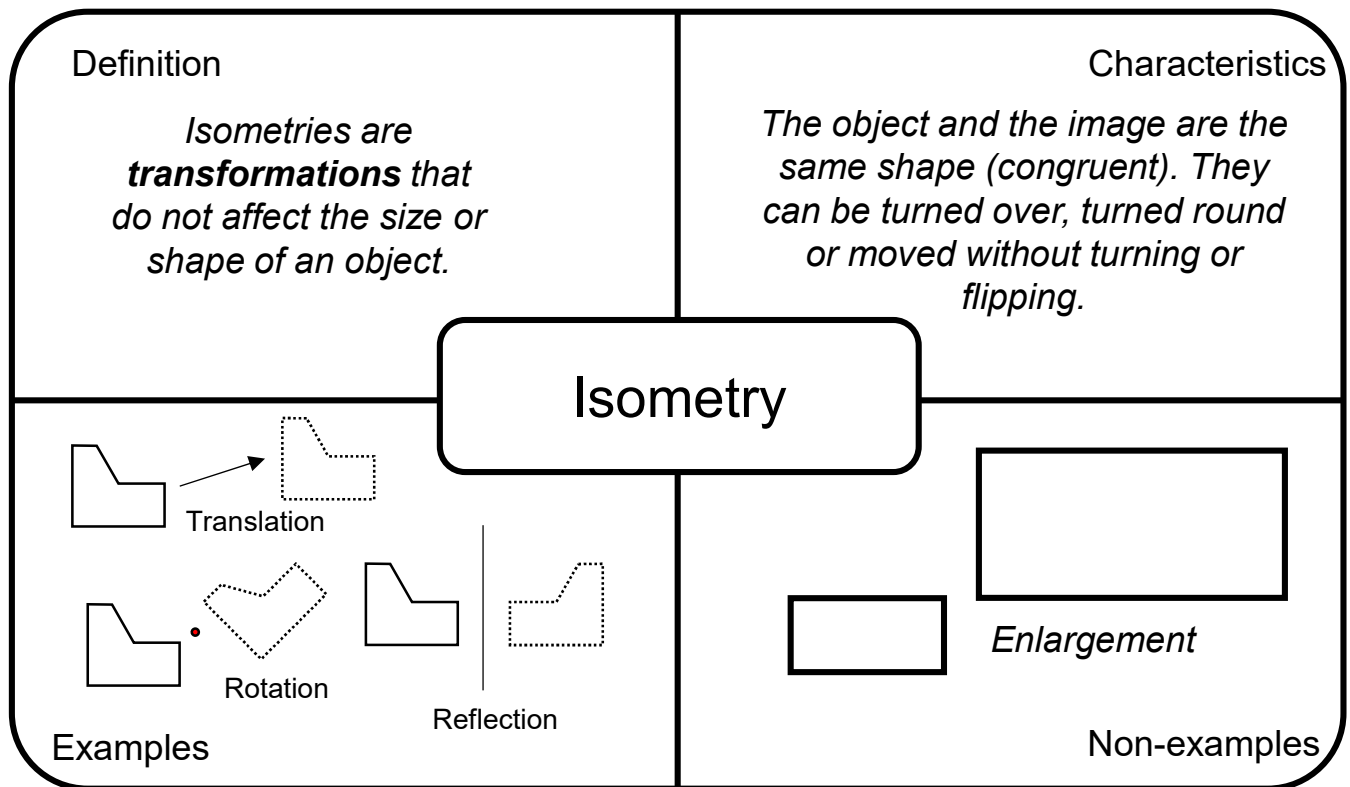 Definition
Isometries are
transformations that
do not affect the size or
shape of an object.
Characteristics
The object and the image are the
same shape (congruent). They
can be turned over, turned round
or moved without turning or
flipping.
Isometry
Translation
Rotation
Reflection
Examples
Enlargement
Non-examples